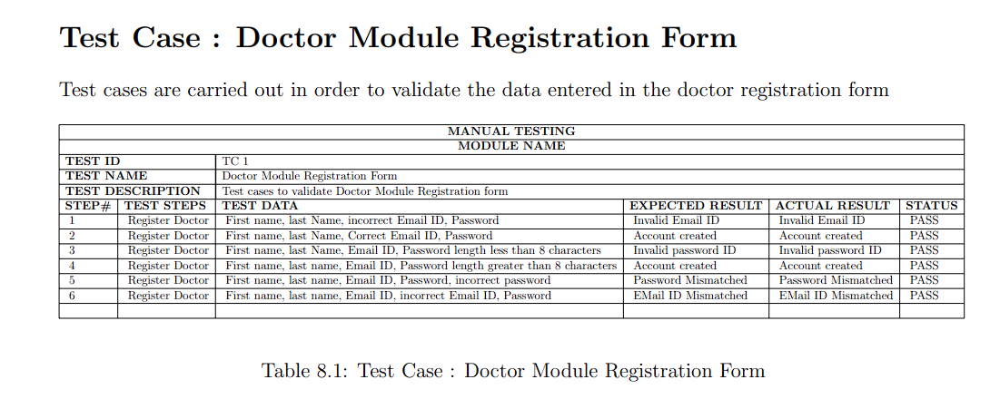 Test Case : Doctor Module Registration Form
Test cases are carried out in order to validate the data entered in the doctor registration form
MANUAL TESTING
MODULE NAME
TEST ID TC 1
TEST NAME Doctor Module Registration Form
TEST DESCRIPTION Test cases to validate Doctor Module Registration form
STEP# TEST STEPS TEST DATA EXPECTED RESULT ACTUAL RESULT STATUS
1 Register Doctor First name, last Name, incorrect Email ID, Password Invalid Email ID Invalid Email ID PASS
2 Register Doctor First name, last Name, Correct Email ID, Password Account created Account created PASS
3 Register Doctor First name, last Name, Email ID, Password length less than 8 characters Invalid password ID Invalid password ID PASS
4 Register Doctor First name, last name, Email ID, Password length greater than 8 characters Account created Account created PASS
5 Register Doctor First name, last name, Email ID, Password, incorrect password Password Mismatched Password Mismatched PASS
6 Register Doctor First name, last name, Email ID, incorrect Email ID, Password EMail ID Mismatched EMail ID Mismatched PASS
Table 8.1: Test Case : Doctor Module Registration Form